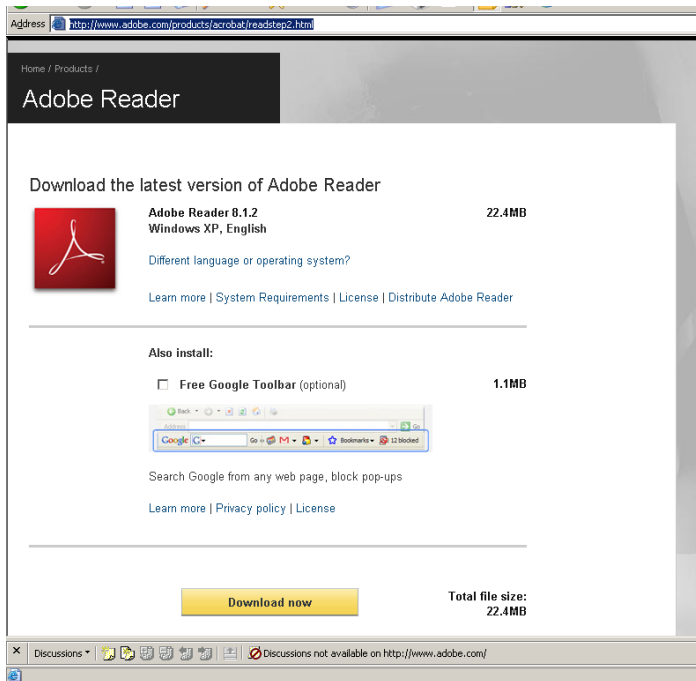 Address http://www.adobe.com/products/acrobat/readstep2.html
Home / Products /
Adobe Reader
Download the latest version of Adobe Reader
Adobe Reader 8.1.2 22.4MB
Windows XP, English
Different language or operating system?
Learn more | System Requirements | License | Distribute Adobe Reader
Also install:
Free Google Toolbar (optional) 1.1MB
Back
Address Go
Google G Go M Bookmarks 12 blocked
Search Google from any web page, block pop-ups
Learn more | Privacy policy | License
Download now
Total file size:
22.4MB
Discussions Discussions not available on http://www.adobe.com/